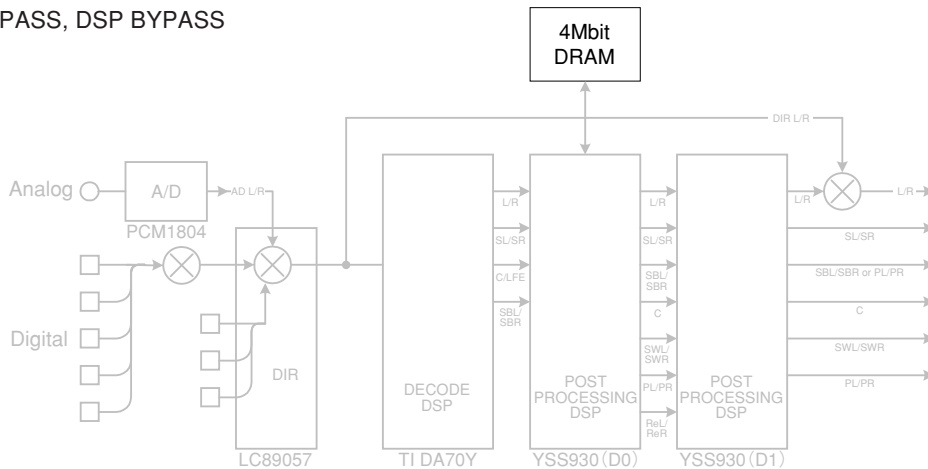 PASS, DSP BYPASS
4Mbit
DRAM
DIR L/R
Analog
A/D
AD L/R
PCM1804
L/R
L/R
L/R
L/R
SL/SR
SL/SR
SL/SR
C/LFE
SBL/
SBR
SBL/SBR or PL/PR
SBL/
SBR
C
C
Digital
SWL/
SWR
SWL/SWR
DIR
DECODE
DSP
POST
PROCESSING
DSP
PL/PR
POST
PROCESSING
DSP
PL/PR
ReL/
ReR
LC89057
TI DA70Y
YSS930(D0)
YSS930(D1)